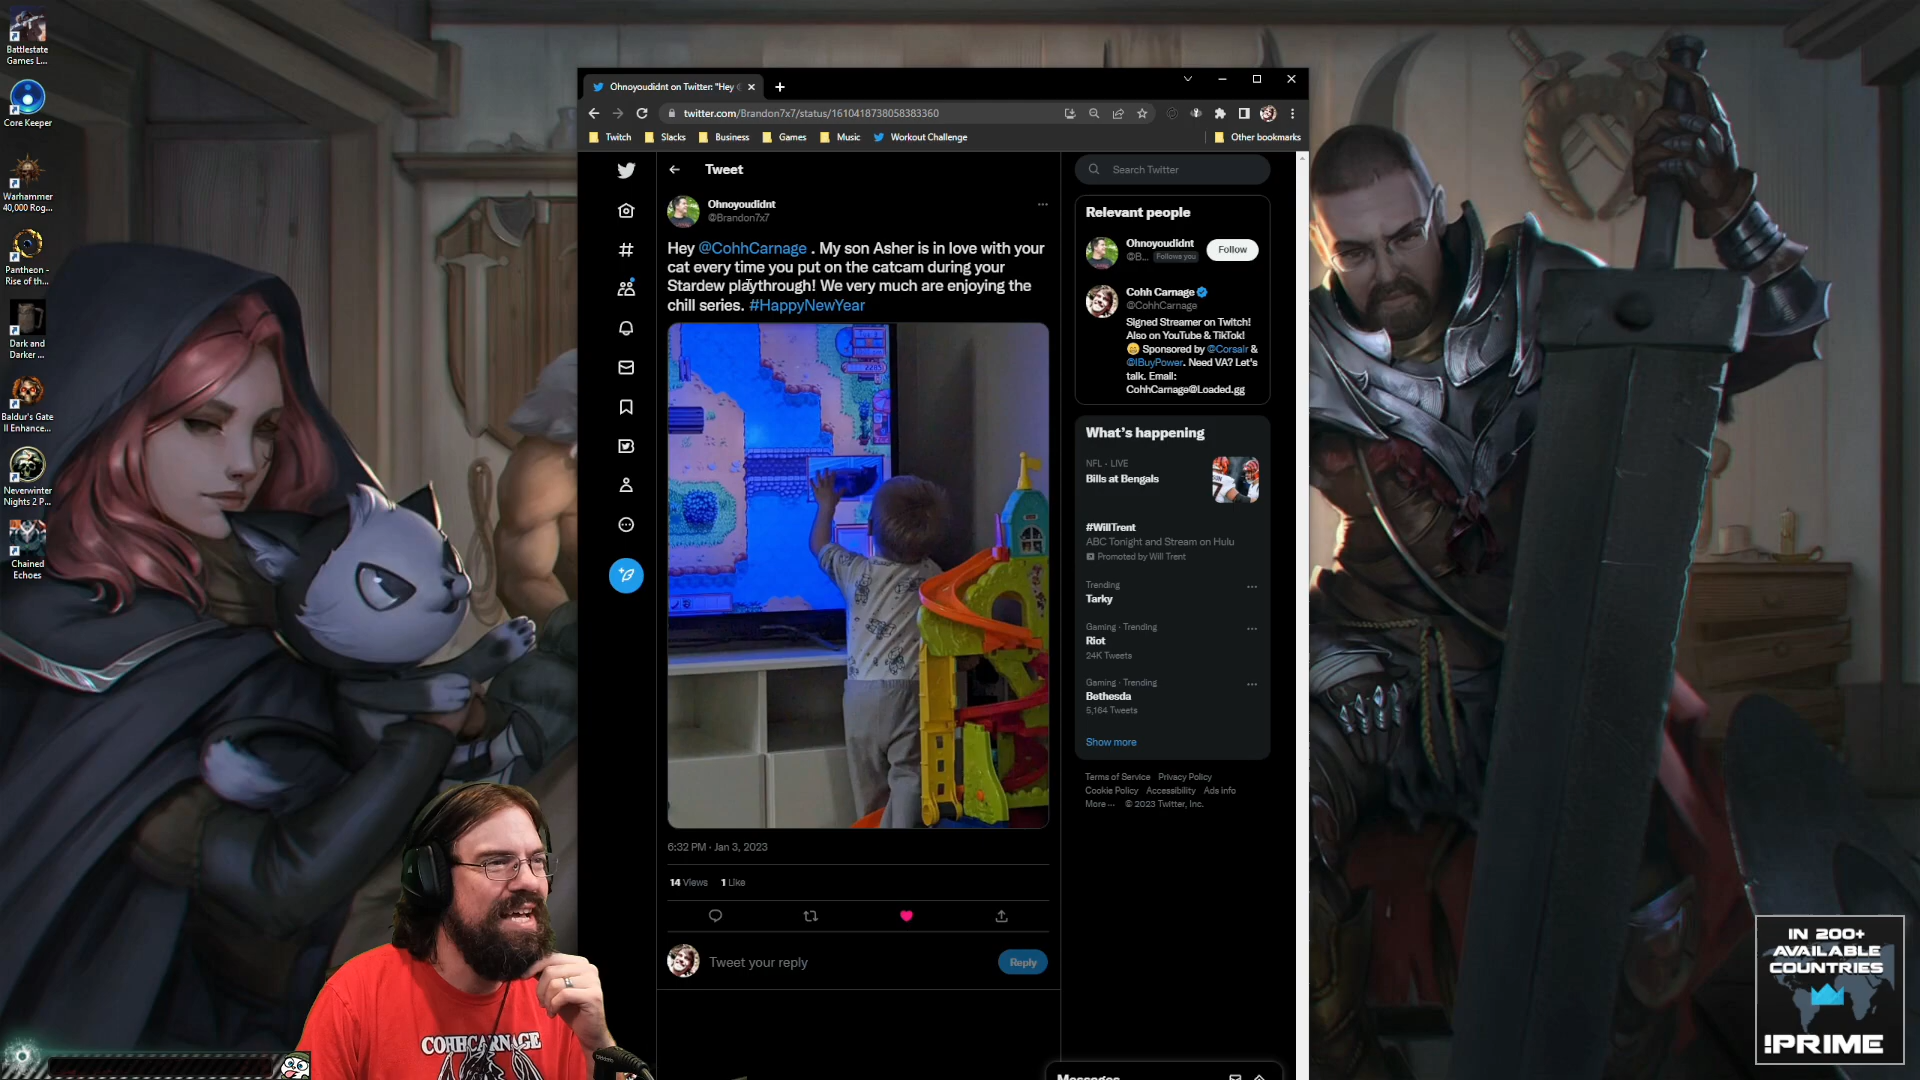 Battlestate
Games L...
Core Keeper
Warhammer
40,000 Rog...
Pantheon -
Rise of th...
Dark and
Darker ...
Baldur's Gate
II Enhance...
Neverwinter
Nights 2 P...
Chained
Echoes
Ohnoyoudidnt on Twitter: "Hey
twitter.com/Brandon7x7/status/1610418738058383360
Twitch
Slacks
Business
Games
Music
Workout Challenge
Other bookmarks
Tweet
Ohnoyoudidnt
@Brandon7x7
Hey @CohhCarnage . My son Asher is in love with your
cat every time you put on the catcam during your
Stardew playthrough! We very much are enjoying the
chill series. #HappyNewYear
6:32 PM · Jan 3, 2023
14 Views 1 Like
Tweet your reply
Reply
Search Twitter
Relevant people
Ohnoyoudidnt
@B... Follows you
Follow
Cohh Carnage
@CohhCarnage
Signed Streamer on Twitch!
Also on YouTube & TikTok!
Sponsored by @Corsair &
@IBuyPower. Need VA? Let's
talk. Email:
CohhCarnage@Loaded.gg
What's happening
NFL · LIVE
Bills at Bengals
#WillTrent
ABC Tonight and Stream on Hulu
Promoted by Will Trent
Trending
Tarky
Gaming · Trending
Riot
24K Tweets
Gaming · Trending
Bethesda
5,164 Tweets
Show more
Terms of Service Privacy Policy
Cookie Policy Accessibility Ads info
More ··· © 2023 Twitter, Inc.
Messages
COHHCARNAGE
IN 200+
AVAILABLE
COUNTRIES
!PRIME